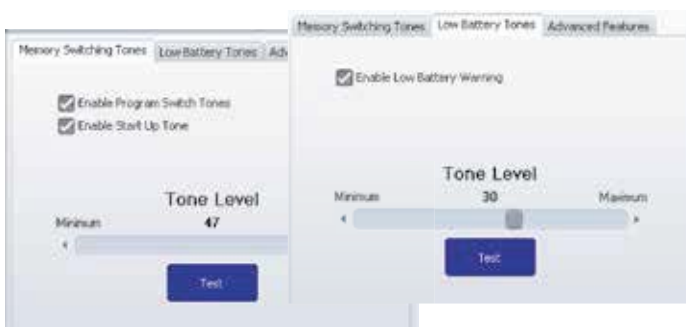 Memory Switching Tones Low Battery Tones Adv
Enable Program Switch Tones
Enable Start Up Tone
Tone Level
Minimum 47
Test
Memory Switching Tones Low Battery Tones Advanced Features
Enable Low Battery Warning
Tone Level
Minimum 30 Maximum
Test